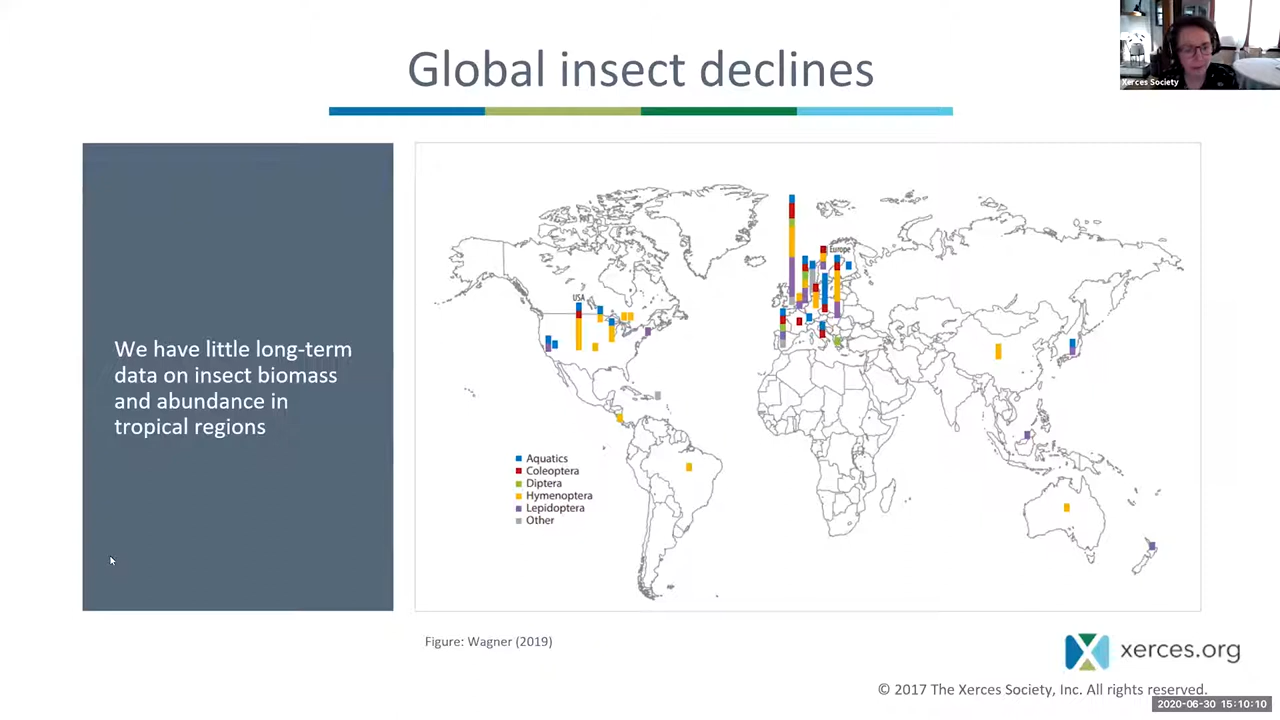 Global insect declines
Xerces Society
We have little long-term
data on insect biomass
and abundance in
tropical regions
Europe
USA
Aquatics
Coleoptera
Diptera
Hymenoptera
Lepidoptera
Other
Figure: Wagner (2019)
xerces.org
© 2017 The Xerces Society, Inc. All rights reserved.
2020-06-30 15:10:10